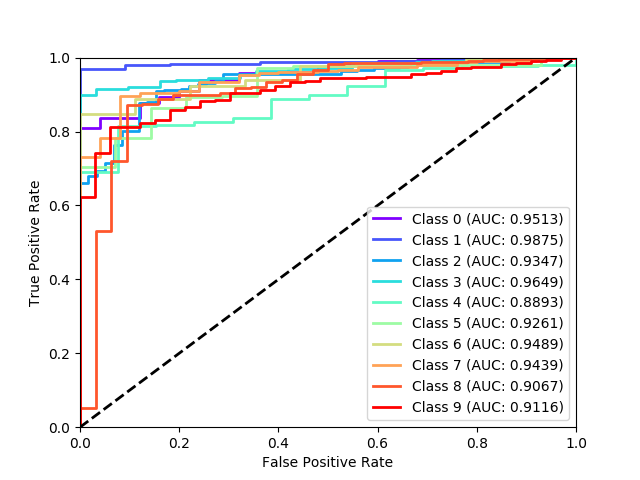 1.0
0.8
0.6
0.4
0.2
0.0
True Positive Rate
0.0 0.2 0.4 0.6 0.8 1.0
False Positive Rate
Class 0 (AUC: 0.9513)
Class 1 (AUC: 0.9875)
Class 2 (AUC: 0.9347)
Class 3 (AUC: 0.9649)
Class 4 (AUC: 0.8893)
Class 5 (AUC: 0.9261)
Class 6 (AUC: 0.9489)
Class 7 (AUC: 0.9439)
Class 8 (AUC: 0.9067)
Class 9 (AUC: 0.9116)